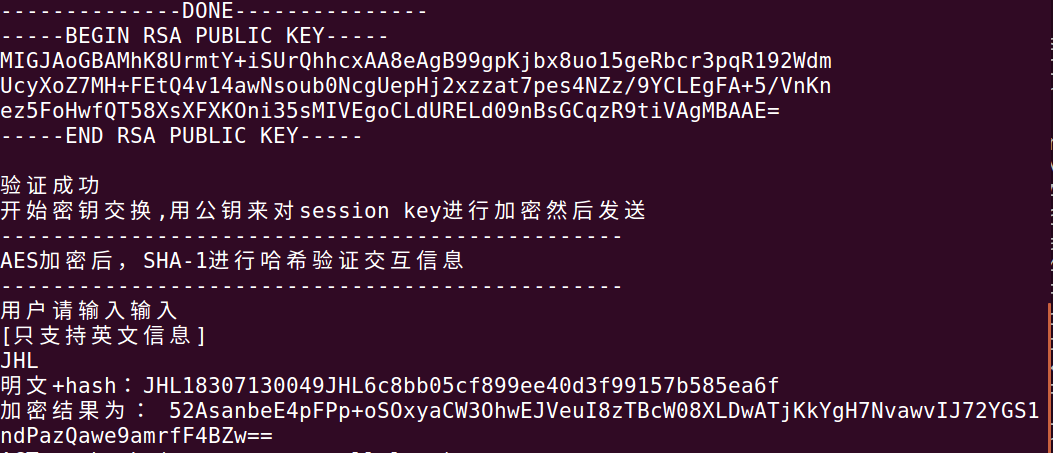 --------------DONE---------------
-----BEGIN RSA PUBLIC KEY-----
MIGJAoGBAMhK8UrmtY+iSUrQhhcxAA8eAgB99gpKjbx8uo15geRbcr3pqR192Wdm
UcyXoZ7MH+FEtQ4v14awNsoub0NcgUepHj2xzzat7pes4NZz/9YCLEgFA+5/VnKn
ez5FoHwfQT58XsXFXKOni35sMIVEgoCLdURELd09nBsGCqzR9tiVAgMBAAE=
-----END RSA PUBLIC KEY-----
验证成功
开始密钥交换,用公钥来对session key进行加密然后发送
------------------------------------------------
AES加密后，SHA-1进行哈希验证交互信息
------------------------------------------------
用户请输入输入
[只支持英文信息]
JHL
明文+hash：JHL18307130049JHL6c8bb05cf899ee40d3f99157b585ea6f
加密结果为： 52AsanbeE4pFPp+oSOxyaCW3OhwEJVeuI8zTBcW08XLDwATjKkYgH7NvawvIJ72YGS1
ndPazQawe9amrfF4BZw==